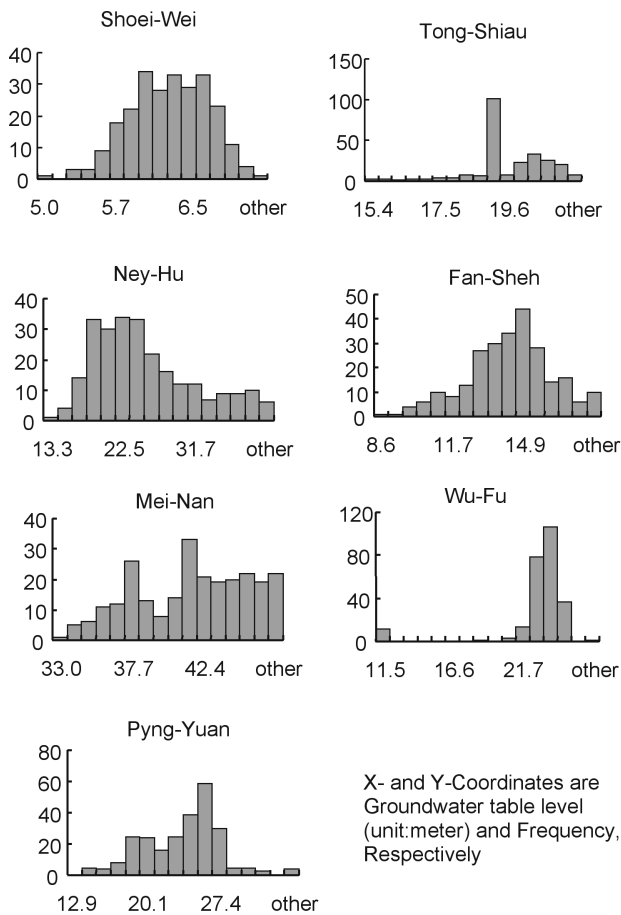 Shoei-Wei
40
30
20
10
0
5.0 5.7 6.5 other
Tong-Shiau
150
100
50
0
15.4 17.5 19.6 other
Ney-Hu
40
30
20
10
0
13.3 22.5 31.7 other
Fan-Sheh
50
40
30
20
10
0
8.6 11.7 14.9 other
Mei-Nan
40
30
20
10
0
33.0 37.7 42.4 other
Wu-Fu
120
80
40
0
11.5 16.6 21.7 other
Pyng-Yuan
80
60
40
20
0
12.9 20.1 27.4 other
X- and Y-Coordinates are
Groundwater table level
(unit:meter) and Frequency,
Respectively